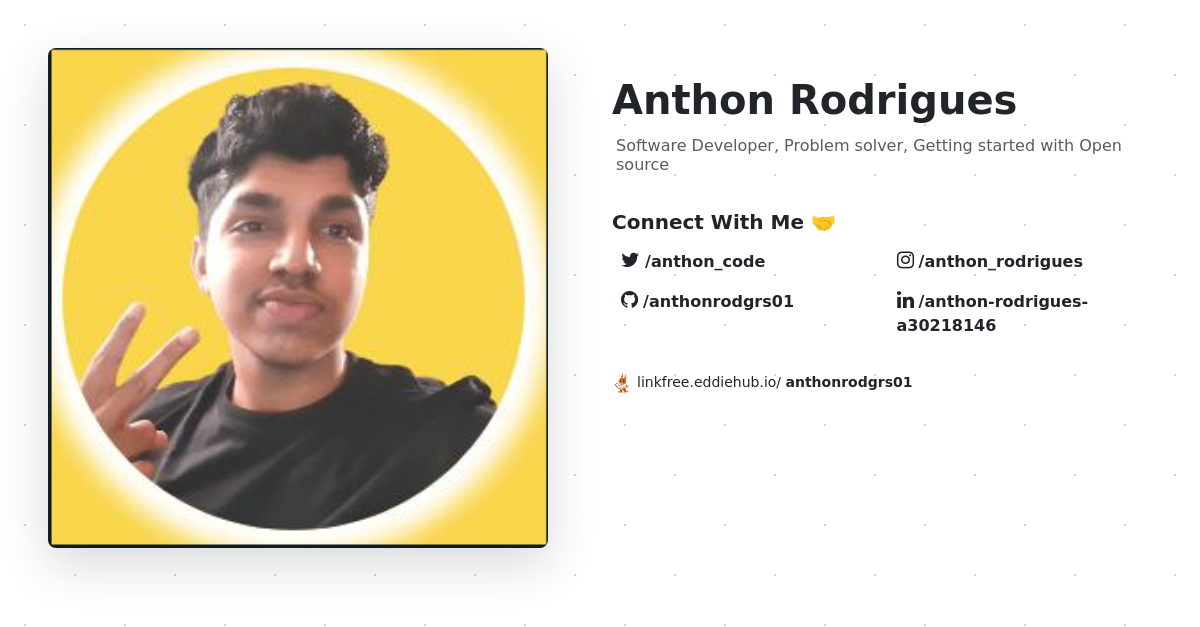 Anthon Rodrigues
Software Developer, Problem solver, Getting started with Open
source
Connect With Me 🤝
/anthon_code
/anthon_rodrigues
/anthonrodgrs01
/anthon-rodrigues-
a30218146
linkfree.eddiehub.io/ anthonrodgrs01